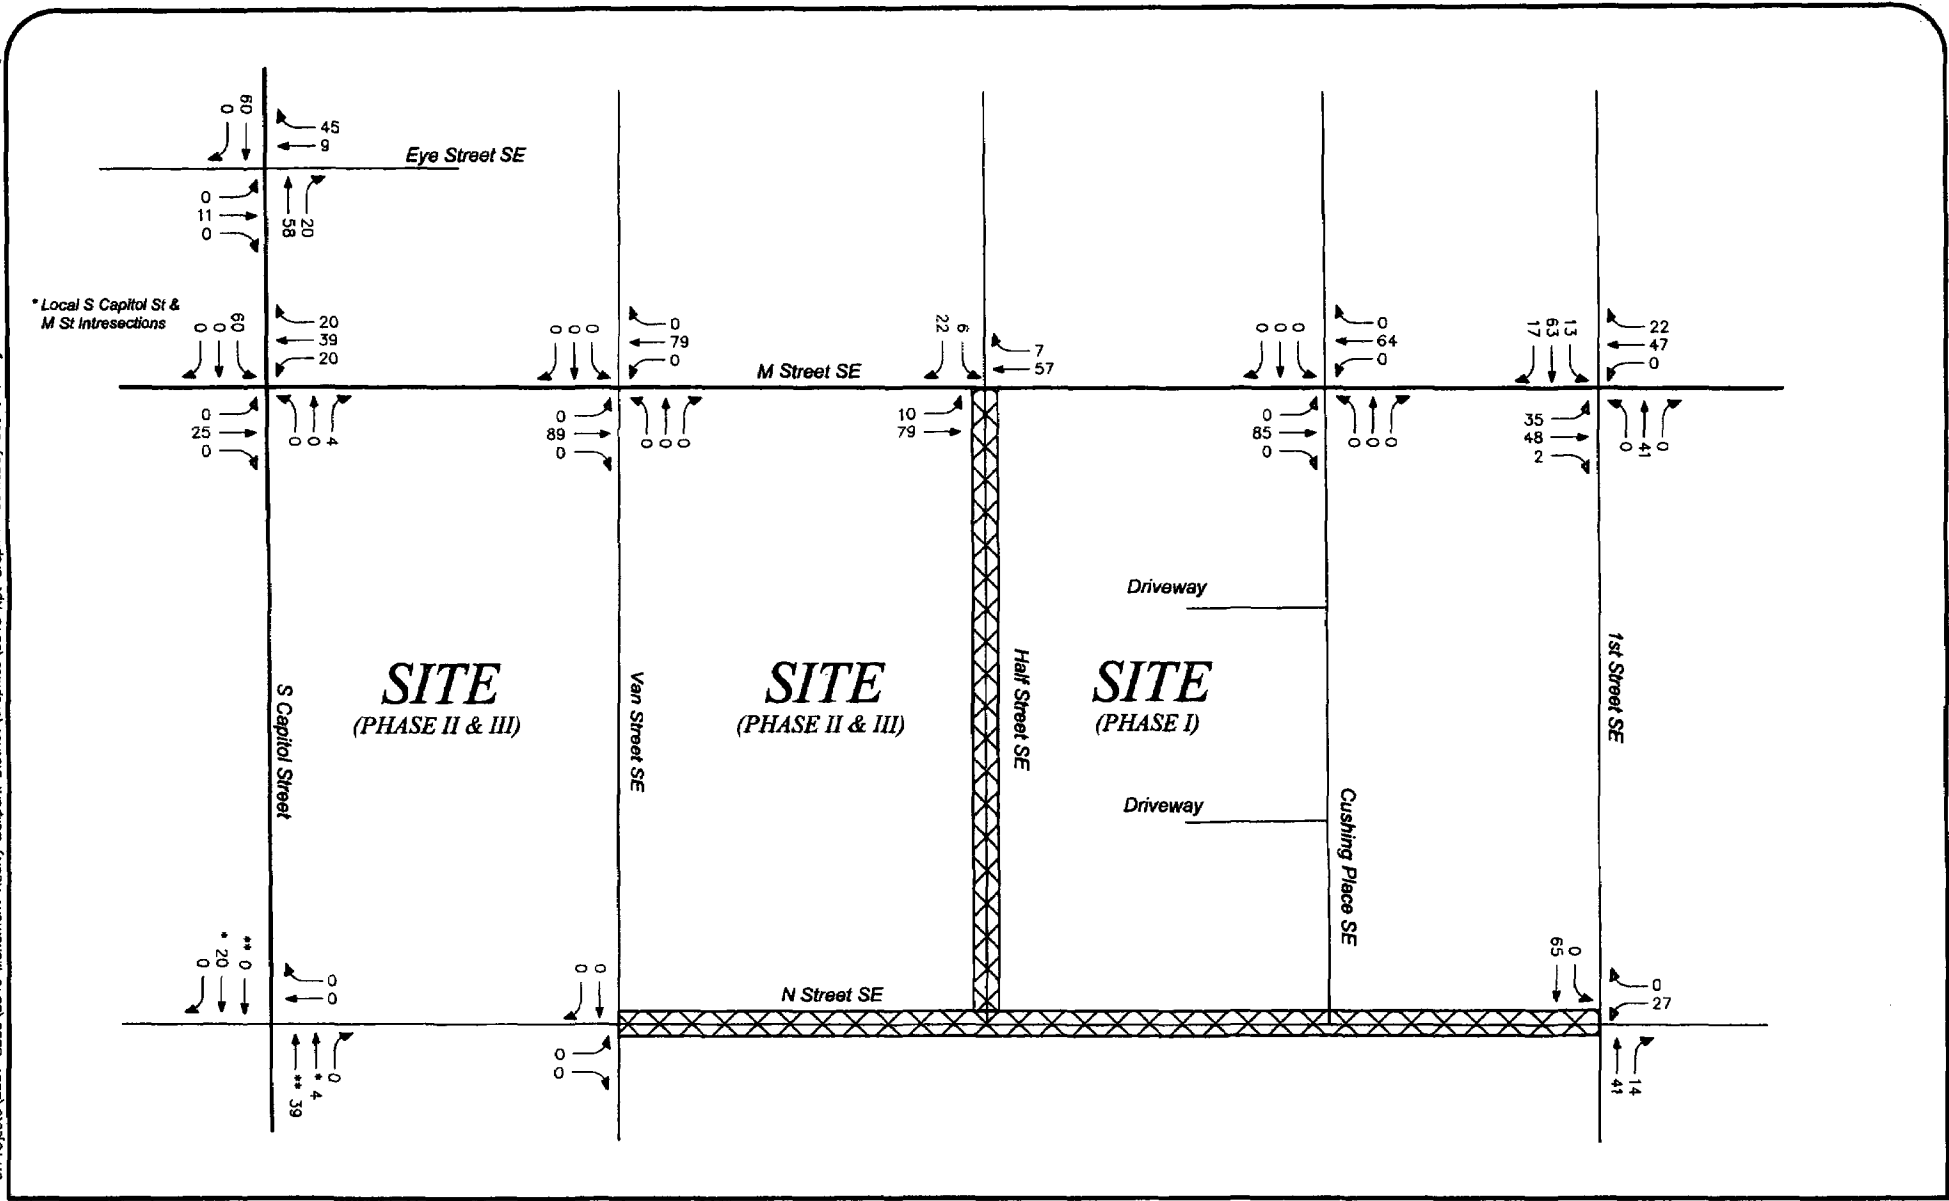 0 60
45
9
Eye Street SE
0
11
0
58 20
* Local S Capitol St &
M St Intresections
0 0 60
20
39
20
0
25
0
0 0 4
0 0 0
0
79
0
M Street SE
0
89
0
0 0 0
22 6
7
57
10
79
0 0 0
0
64
0
0
85
0
0 0 0
17 63 13
22
47
0
35
48
2
0 41 0
Driveway
Driveway
SITE
(PHASE II & III)
SITE
(PHASE II & III)
SITE
(PHASE I)
S Capitol Street
Van Street SE
Half Street SE
Cushing Place SE
1st Street SE
N Street SE
0 * 20 ** 0
0
0
** 39 * 4 0
0 0
0
0
65 0
0
27
41 14